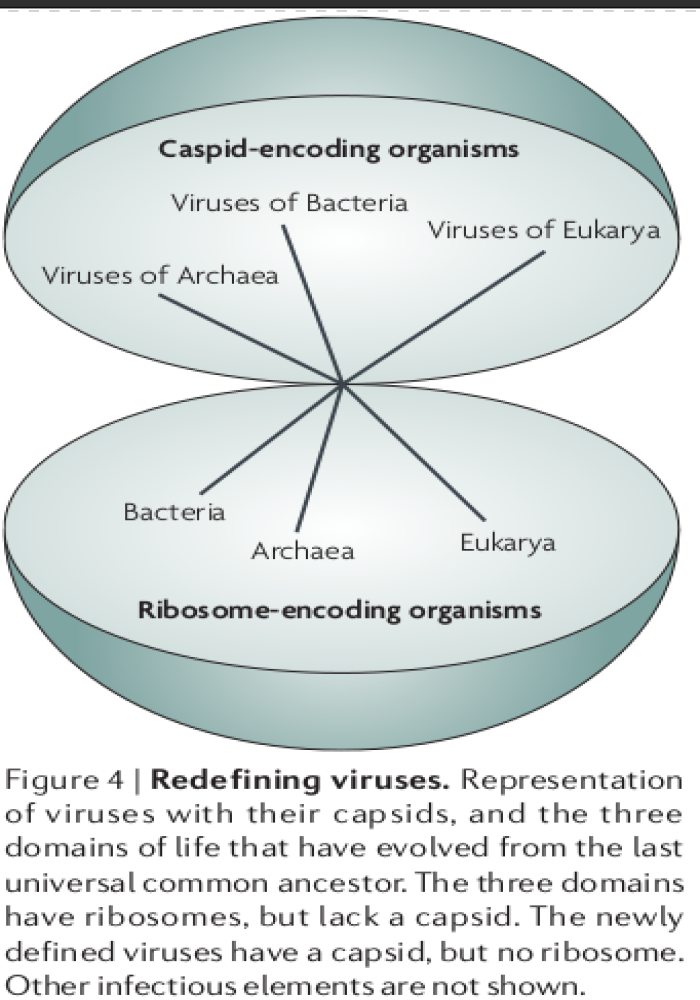 Caspid-encoding organisms
Viruses of Bacteria
Viruses of Eukarya
Viruses of Archaea
Bacteria
Archaea
Eukarya
Ribosome-encoding organisms
Figure 4 | Redefining viruses. Representation
of viruses with their capsids, and the three
domains of life that have evolved from the last
universal common ancestor. The three domains
have ribosomes, but lack a capsid. The newly
defined viruses have a capsid, but no ribosome.
Other infectious elements are not shown.